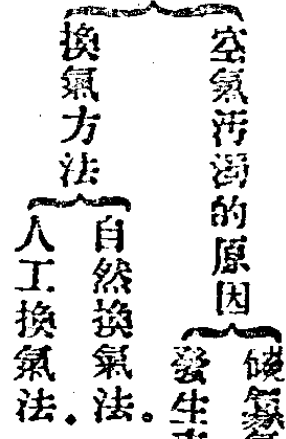 空氣汚濁的原因
發生
換氣方法
自然換氣法。
人工換氣法。